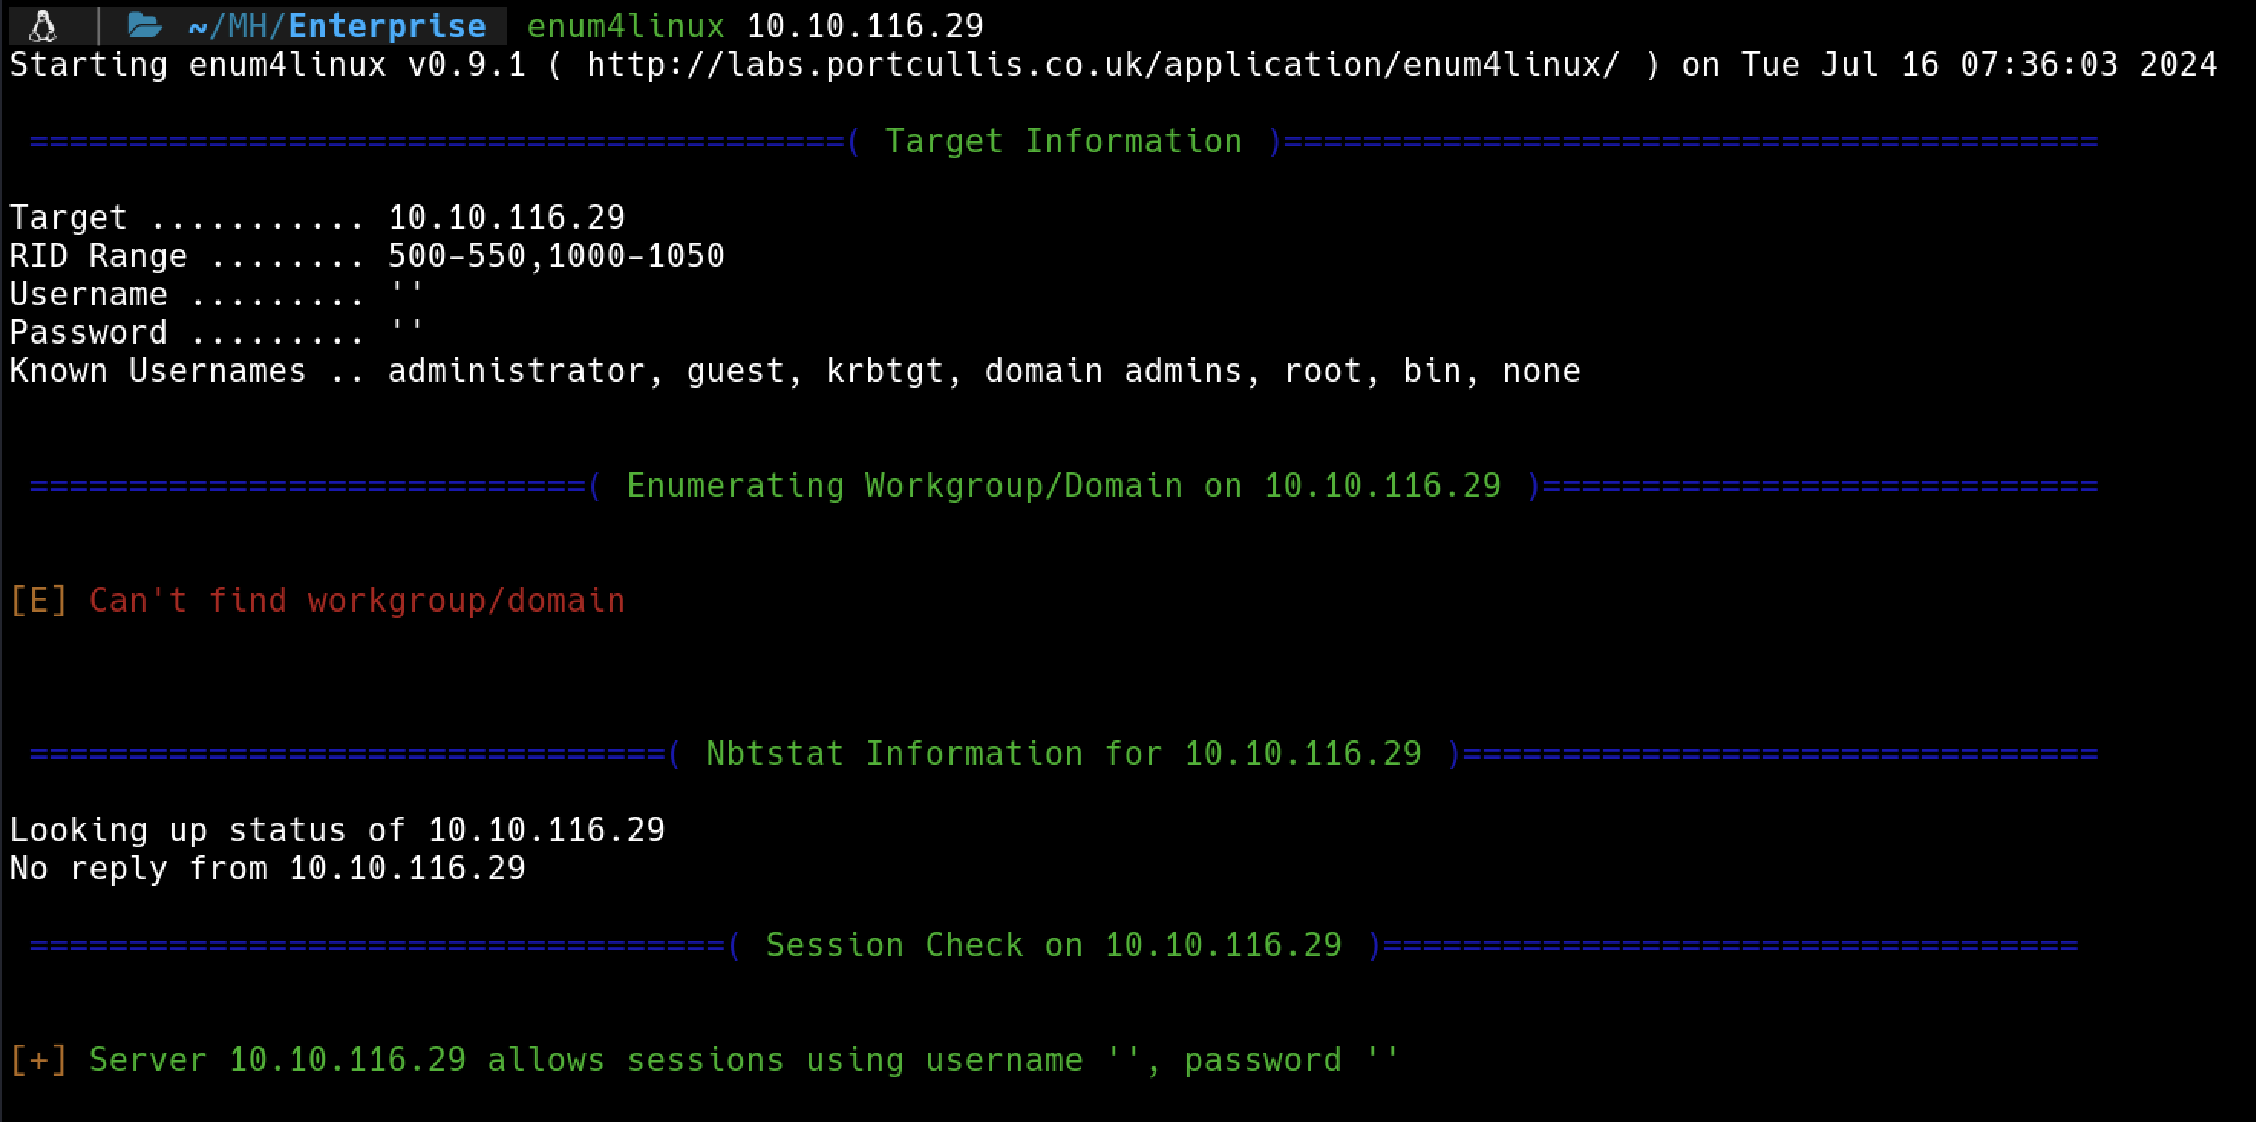 ~/MH/Enterprise enum4linux 10.10.116.29
Starting enum4linux v0.9.1 ( http://labs.portcullis.co.uk/application/enum4linux/ ) on Tue Jul 16 07:36:03 2024
=========================================( Target Information )=========================================
Target ........... 10.10.116.29
RID Range ........ 500-550,1000-1050
Username ......... ''
Password ......... ''
Known Usernames .. administrator, guest, krbtgt, domain admins, root, bin, none
============================( Enumerating Workgroup/Domain on 10.10.116.29 )============================
[E] Can't find workgroup/domain
================================( Nbtstat Information for 10.10.116.29 )================================
Looking up status of 10.10.116.29
No reply from 10.10.116.29
===================================( Session Check on 10.10.116.29 )===================================
[+] Server 10.10.116.29 allows sessions using username '', password ''